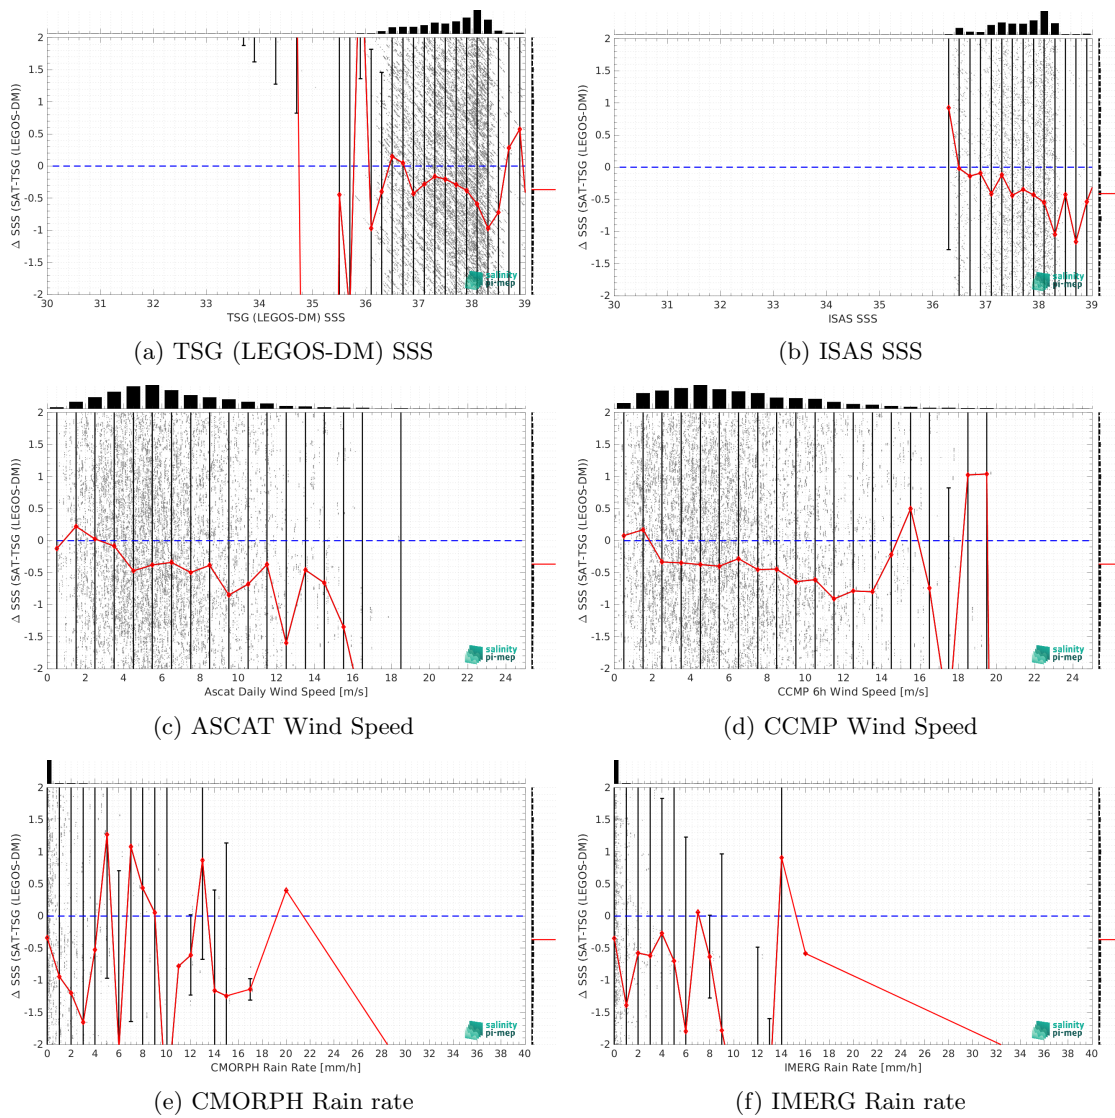 Δ SSS (SAT-TSG (LEGOS-DM))
2
1.5
1
0.5
0
-0.5
-1
-1.5
-2
30 31 32 33 34 35 36 37 38 39
TSG (LEGOS-DM) SSS
salinity
pi-mep
(a) TSG (LEGOS-DM) SSS
Δ SSS (SAT-TSG (LEGOS-DM))
2
1.5
1
0.5
0
-0.5
-1
-1.5
-2
30 31 32 33 34 35 36 37 38 39
ISAS SSS
salinity
pi-mep
(b) ISAS SSS
Δ SSS (SAT-TSG (LEGOS-DM))
2
1.5
1
0.5
0
-0.5
-1
-1.5
-2
0 2 4 6 8 10 12 14 16 18 20 22 24
Ascat Daily Wind Speed [m/s]
salinity
pi-mep
(c) ASCAT Wind Speed
Δ SSS (SAT-TSG (LEGOS-DM))
2
1.5
1
0.5
0
-0.5
-1
-1.5
-2
0 2 4 6 8 10 12 14 16 18 20 22 24
CCMP 6h Wind Speed [m/s]
salinity
pi-mep
(d) CCMP Wind Speed
Δ SSS (SAT-TSG (LEGOS-DM))
2
1.5
1
0.5
0
-0.5
-1
-1.5
-2
0 2 4 6 8 10 12 14 16 18 20 22 24 26 28 30 32 34 36 38 40
CMORPH Rain Rate [mm/h]
salinity
pi-mep
(e) CMORPH Rain rate
Δ SSS (SAT-TSG (LEGOS-DM))
2
1.5
1
0.5
0
-0.5
-1
-1.5
-2
0 2 4 6 8 10 12 14 16 18 20 22 24 26 28 30 32 34 36 38 40
IMERG Rain Rate [mm/h]
salinity
pi-mep
(f) IMERG Rain rate